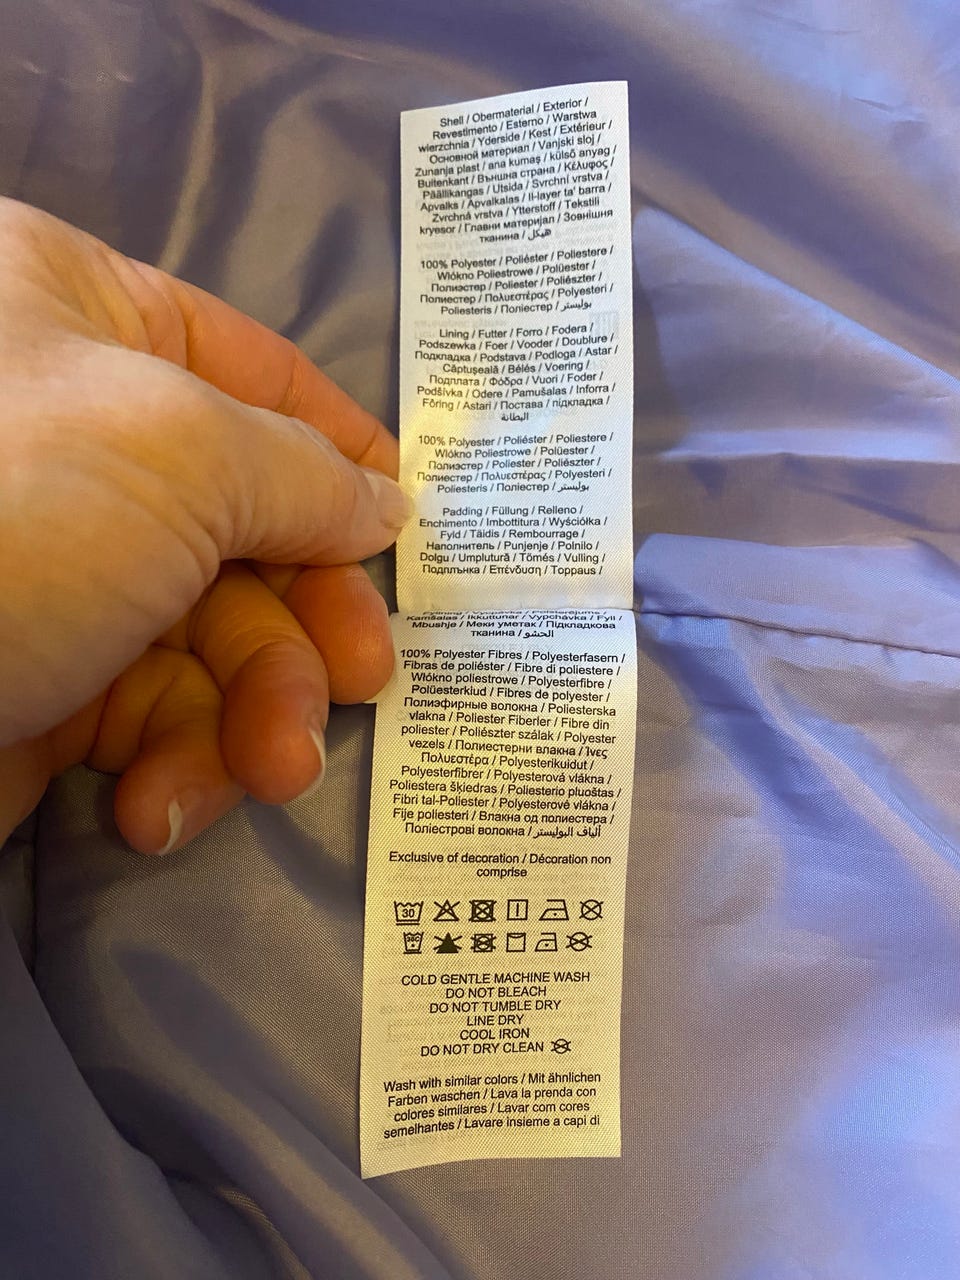 Shell / Obermaterial / Exterior /
Revestimento / Esterno / Warstwa
wierzchnia / Yderside / Kest / Extérieur /
Основной материал / Vanjski sloj /
Zunanja plast / ana kumaş / külső anyag /
Buitenkant / Външна страна / Κέλυφος /
Päällikangas / Utsida / Svrchní vrstva /
Apvalks / Apvalkalas / Il-layer ta' barra /
Zvrchná vrstva / Ytterstoff / Tekstili
kryesor / Главни материјал / Зовнішня
тканина / هيكل
100% Polyester / Poliéster / Poliestere /
Włókno Poliestrowe / Polüester /
Полиэстер / Poliester / Poliészter /
Полиестер / Πολυεστέρας / Polyesteri /
Poliesteris / Поліестер / بوليستر
Lining / Futter / Forro / Fodera /
Podszewka / Foer / Vooder / Doublure /
Подкладка / Podstava / Podloga / Astar /
Căptușeală / Bélés / Voering /
Подплата / Φόδρα / Vuori / Foder /
Podšívka / Odere / Pamušalas / Inforra /
Fôring / Astari / Постава / підкладка /
البطانة
100% Polyester / Poliéster / Poliestere /
Włókno Poliestrowe / Polüester /
Полиэстер / Poliester / Poliészter /
Полиестер / Πολυεστέρας / Polyesteri /
Poliesteris / Поліестер / بوليستر
Padding / Füllung / Relleno /
Enchimento / Imbottitura / Wyściółka /
Fyld / Täidis / Rembourrage /
Наполнитель / Punjenje / Polnilo /
Dolgu / Umplutură / Tömés / Vulling /
Подплънка / Επένδυση / Toppaus /
Kamšalas / Ikkuttunar / Vypchávka / Fyll /
Mbushje / Меки уметак / Підкладкова
тканина / الحشو
100% Polyester Fibres / Polyesterfasern /
Fibras de poliéster / Fibre di poliestere /
Włókno poliestrowe / Polyesterfibre /
Polüesterkiud / Fibres de polyester /
Полиэфирные волокна / Poliesterska
vlakna / Poliester Fiberler / Fibre din
poliester / Poliészter szálak / Polyester
vezels / Полиестерни влакна / Ίνες
Πολυεστέρα / Polyesterikuidut /
Polyesterfibrer / Polyesterová vlákna /
Poliestera šķiedras / Poliesterio pluoštas /
Fibri tal-Poliester / Polyesterové vlákna /
Fije poliesteri / Влакна од полиестера /
Поліестрові волокна / ألياف البوليستر
Exclusive of decoration / Décoration non
comprise
30
30C
COLD GENTLE MACHINE WASH
DO NOT BLEACH
DO NOT TUMBLE DRY
LINE DRY
COOL IRON
DO NOT DRY CLEAN
Wash with similar colors / Mit ähnlichen
Farben waschen / Lava la prenda con
colores similares / Lavar com cores
semelhantes / Lavare insieme a capi di